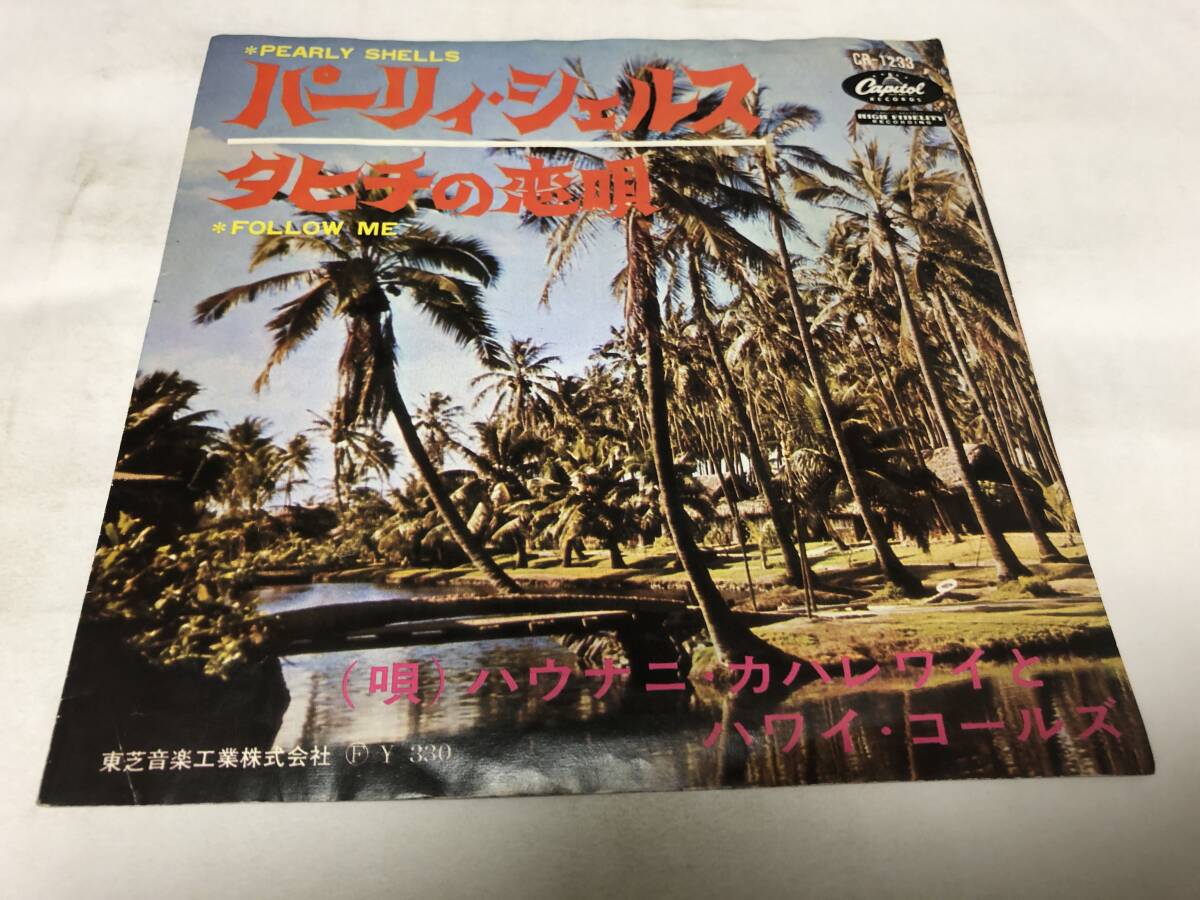 *PEARLY SHELLS
パーリィ・シェルス
タヒチの恋唄
*FOLLOW ME
CR-1233
Capitol
RECORDS
HIGH FIDELITY
RECORDING
(唄)ハウナニ・カハレワイと
ハワイ・コールズ
東芝音楽工業株式会社 Ⓕ Y 330